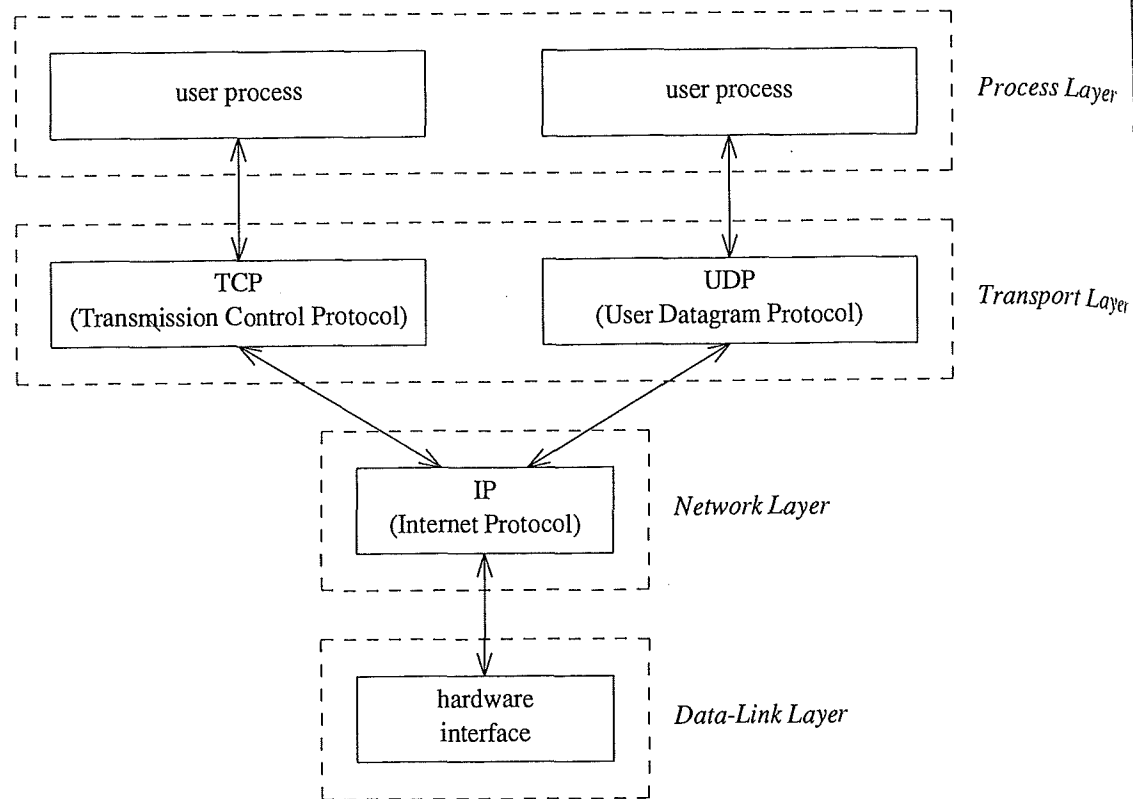 user process
user process
Process Layer
TCP
(Transmission Control Protocol)
UDP
(User Datagram Protocol)
Transport Layer
IP
(Internet Protocol)
Network Layer
hardware
interface
Data-Link Layer